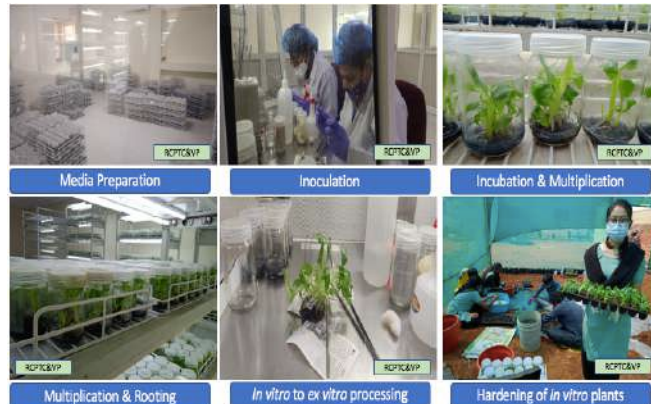 RCPTC&VP
RCPTC&VP
RCPTC&VP
Media Preparation
Inoculation
Incubation & Multiplication
RCPTC&VP
RCPTC&VP
RCPTC&VP
Multiplication & Rooting
In vitro to ex vitro processing
Hardening of in vitro plants